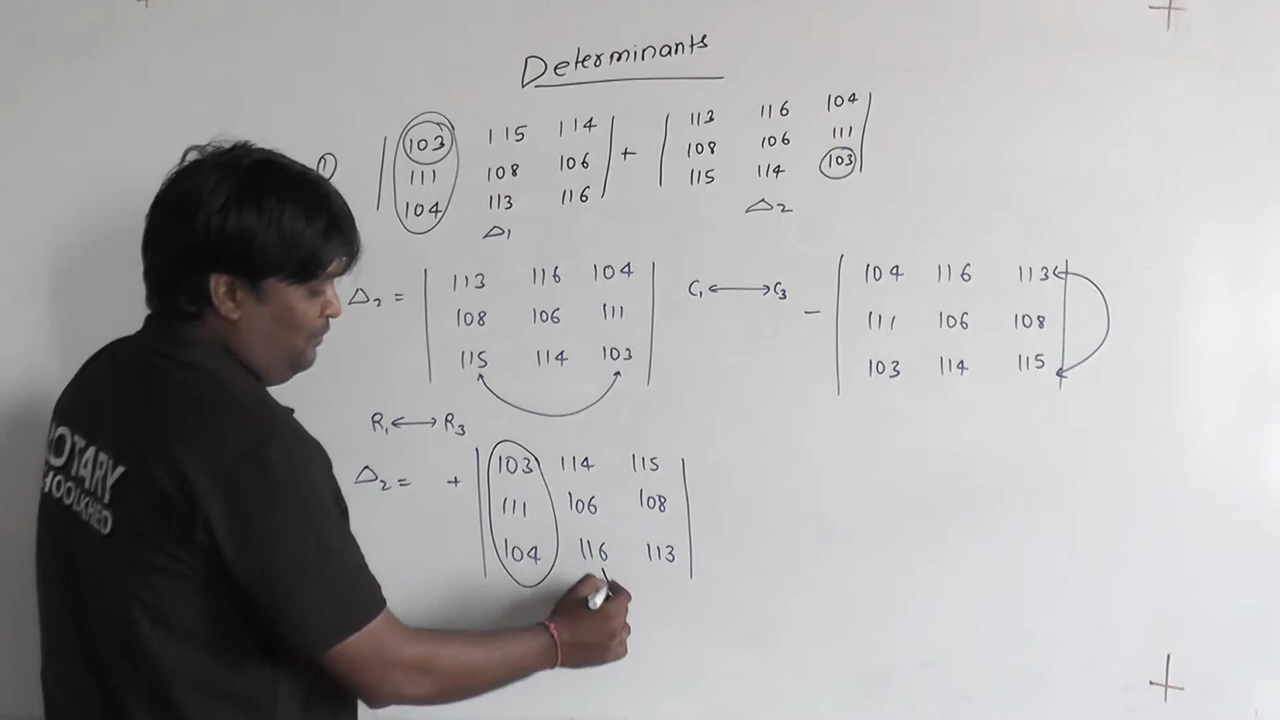 Determinants
① | 103 115 114 | + | 113 116 104 |
111 108 106 108 106 111
104 113 116 115 114 103
Δ1 Δ2
Δ2 = | 113 116 104 | C1 ⟷ C3 - | 104 116 113 |
108 106 111 111 106 108
115 114 103 103 114 115
R1 ⟷ R3
Δ2 = + | 103 114 115 |
111 106 108
104 116 113
OTARY
HOOLKHED